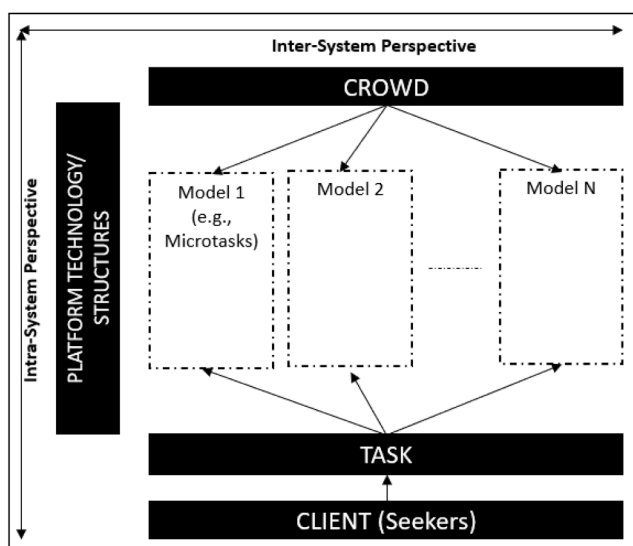 Inter-System Perspective
CROWD
Intra-System Perspective
PLATFORM TECHNOLOGY/
STRUCTURES
Model 1
(e.g.,
Microtasks)
Model 2
Model N
TASK
CLIENT (Seekers)